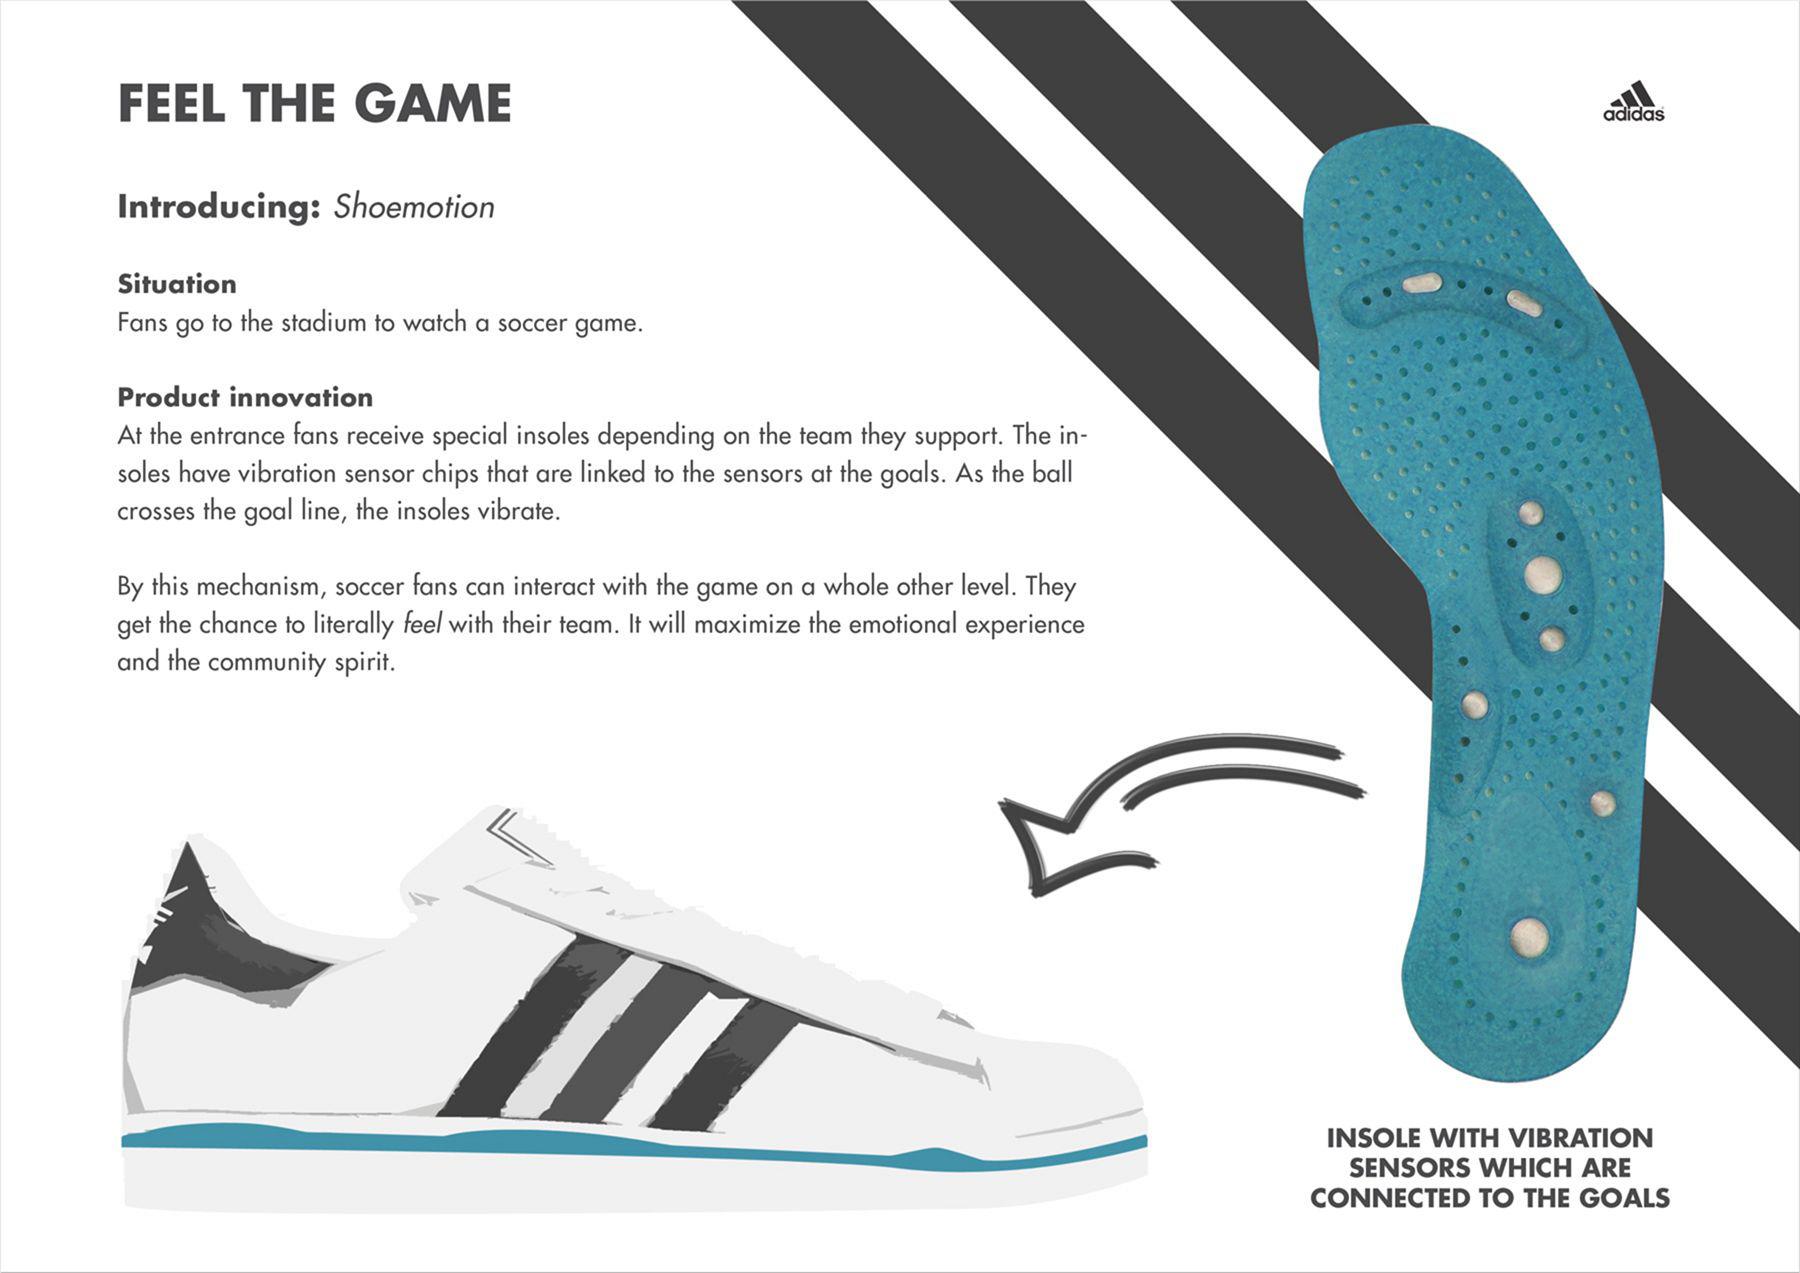 FEEL THE GAME
adidas
Introducing: Shoemotion
Situation
Fans go to the stadium to watch a soccer game.
Product innovation
At the entrance fans receive special insoles depending on the team they support. The in-
soles have vibration sensor chips that are linked to the sensors at the goals. As the ball
crosses the goal line, the insoles vibrate.
By this mechanism, soccer fans can interact with the game on a whole other level. They
get the chance to literally feel with their team. It will maximize the emotional experience
and the community spirit.
INSOLE WITH VIBRATION
SENSORS WHICH ARE
CONNECTED TO THE GOALS